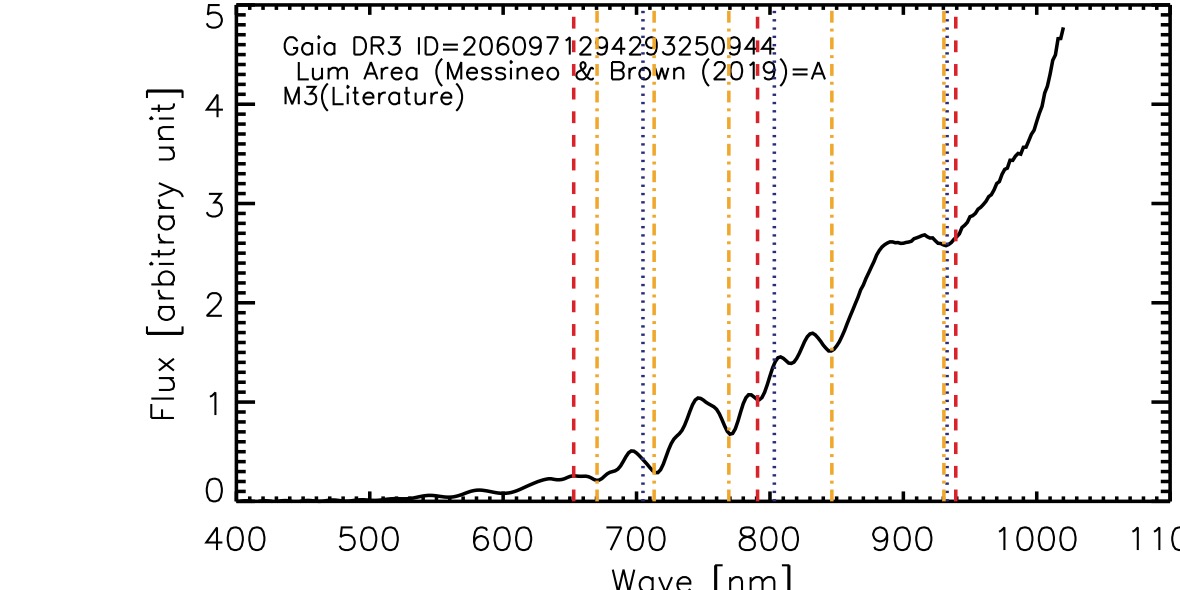 5
Gaia DR3 ID=2060971294293250944
Lum Area (Messineo & Brown (2019)=A
M3(Literature)
4
3
2
1
0
Flux [arbitrary unit]
400 500 600 700 800 900 1000 110
Wave [nm]